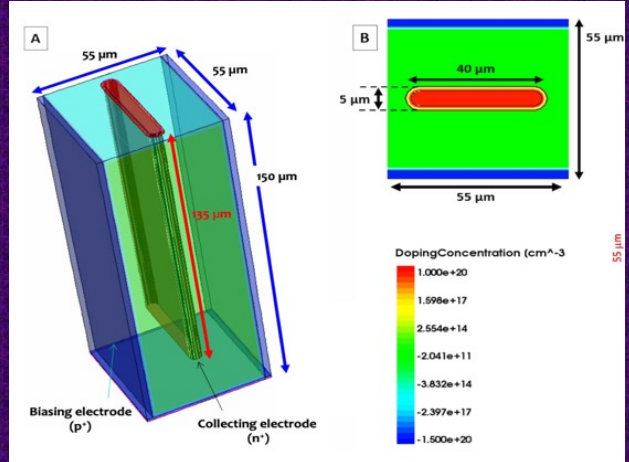 A
55 µm
55 µm
150 µm
135 µm
Biasing electrode
(p⁺)
Collecting electrode
(n⁺)
B
55 µm
40 µm
5 µm
55 µm
DopingConcentration (cm^-3
1.000e+20
1.598e+17
2.554e+14
-2.041e+11
-3.832e+14
-2.397e+17
-1.500e+20
55 µm